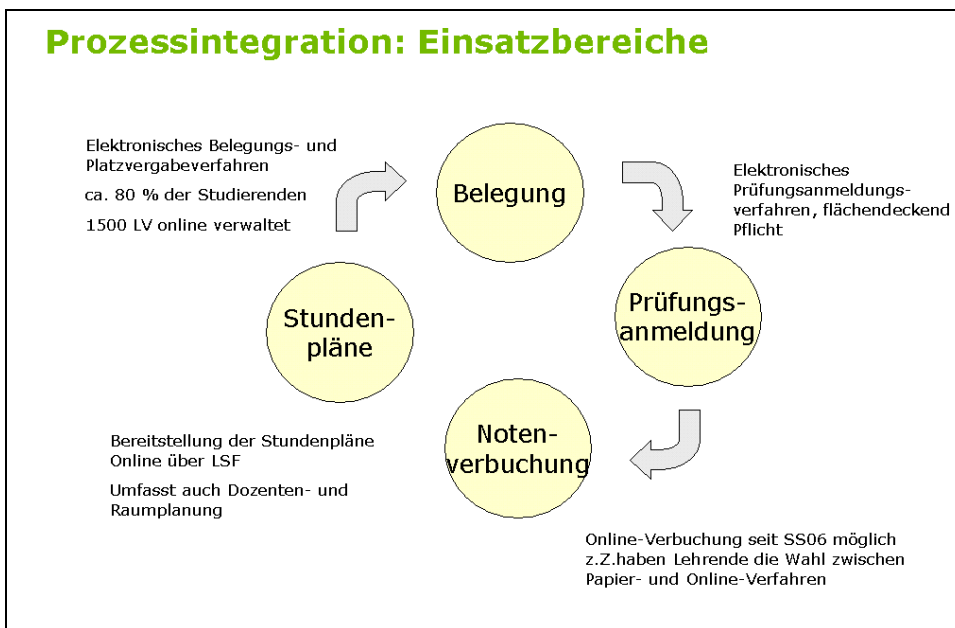 Prozessintegration: Einsatzbereiche
Elektronisches Belegungs- und
Platzvergabeverfahren
ca. 80 % der Studierenden
1500 LV online verwaltet
Belegung
Elektronisches
Prüfungsanmeldungs-
verfahren, flächendeckend
Pflicht
Stunden-
pläne
Prüfungs-
anmeldung
Bereitstellung der Stundenpläne
Online über LSF
Umfasst auch Dozenten- und
Raumplanung
Noten-
verbuchung
Online-Verbuchung seit SS06 möglich
z.Z.haben Lehrende die Wahl zwischen
Papier- und Online-Verfahren